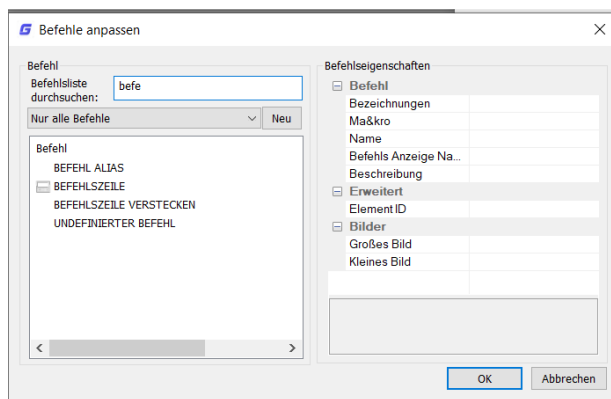 Befehle anpassen
Befehl
Befehlsliste durchsuchen:
befe
Nur alle Befehle
Neu
Befehl
BEFEHL ALIAS
BEFEHLSZEILE
BEFEHLSZEILE VERSTECKEN
UNDEFINIERTER BEFEHL
Befehlseigenschaften
Befehl
Bezeichnungen
Ma&kro
Name
Befehls Anzeige Na...
Beschreibung
Erweitert
Element ID
Bilder
Großes Bild
Kleines Bild
OK
Abbrechen